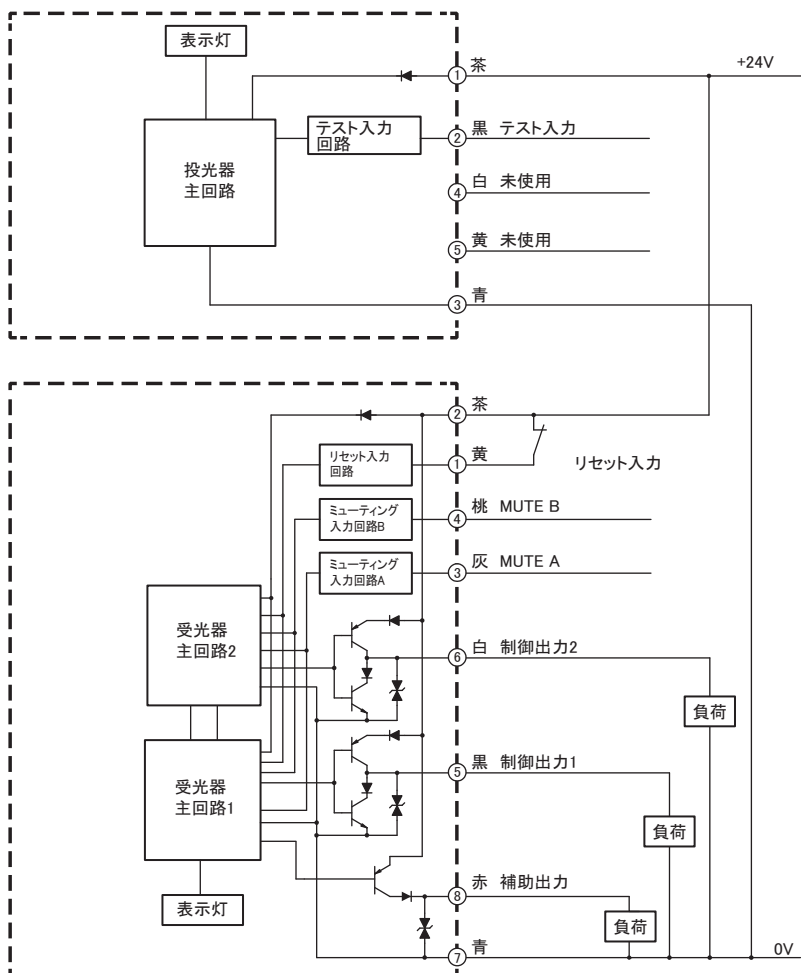 表示灯
① 茶
+24V
テスト入力
回路
② 黒 テスト入力
投光器
主回路
④ 白 未使用
⑤ 黄 未使用
③ 青
② 茶
リセット入力
回路
① 黄
リセット入力
ミューティング
入力回路B
④ 桃 MUTE B
ミューティング
入力回路A
③ 灰 MUTE A
受光器
主回路2
⑥ 白 制御出力2
負荷
受光器
主回路1
⑤ 黒 制御出力1
負荷
表示灯
⑧ 赤 補助出力
負荷
⑦ 青
0V